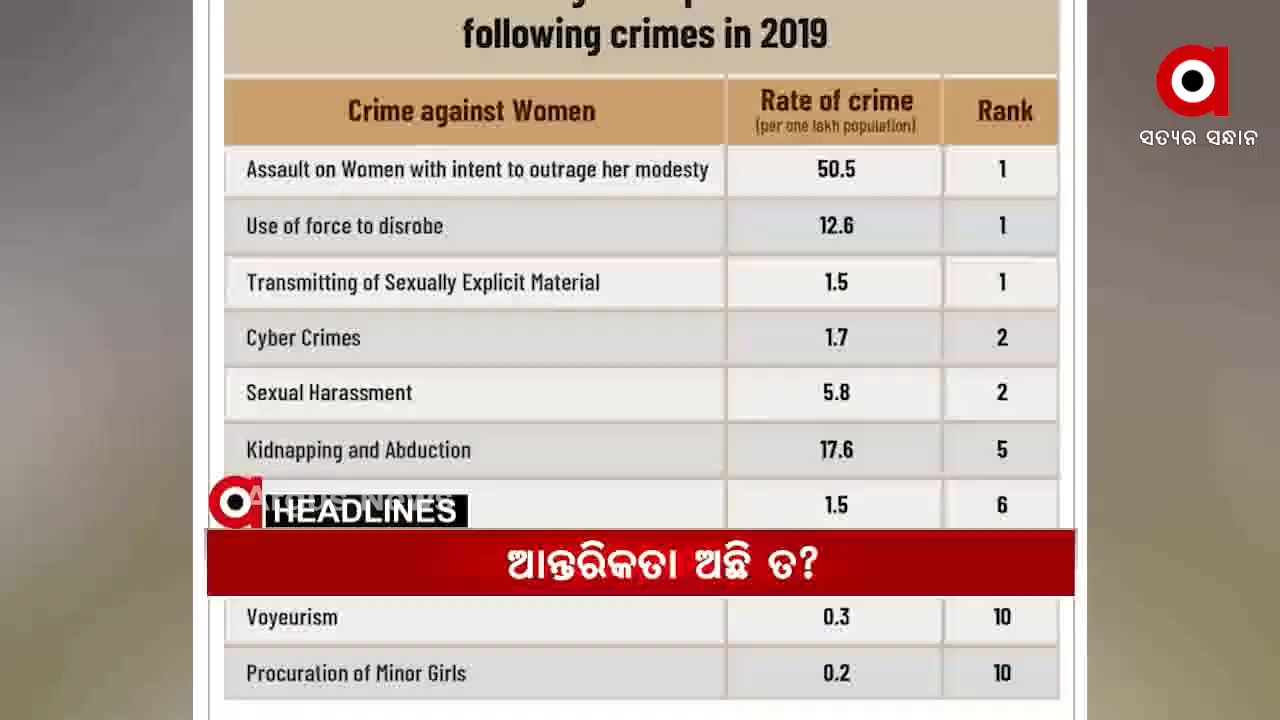 following crimes in 2019
Crime against Women Rate of crime Rank
(per one lakh population)
Assault on Women with intent to outrage her modesty 50.5 1
Use of force to disrobe 12.6 1
Transmitting of Sexually Explicit Material 1.5 1
Cyber Crimes 1.7 2
Sexual Harassment 5.8 2
Kidnapping and Abduction 17.6 5
1.5 6
HEADLINES
ଆନ୍ତରିକତା ଅଛି ତ?
Voyeurism 0.3 10
Procuration of Minor Girls 0.2 10
ସତ୍ୟର ସନ୍ଧାନ